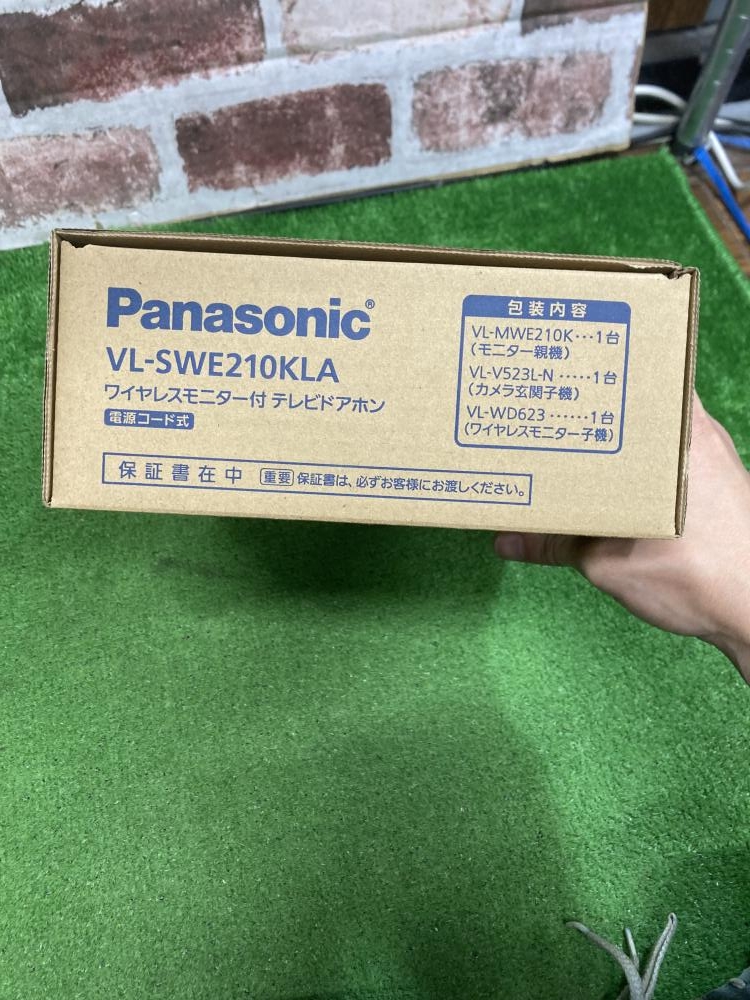 Panasonic®
VL-SWE210KLA
ワイヤレスモニター付 テレビドアホン
電源コード式
保証書在中 重要 保証書は、必ずお客様にお渡しください。
包装内容
VL-MWE210K···1台
(モニター親機)
VL-V523L-N·····1台
(カメラ玄関子機)
VL-WD623······1台
(ワイヤレスモニター子機)